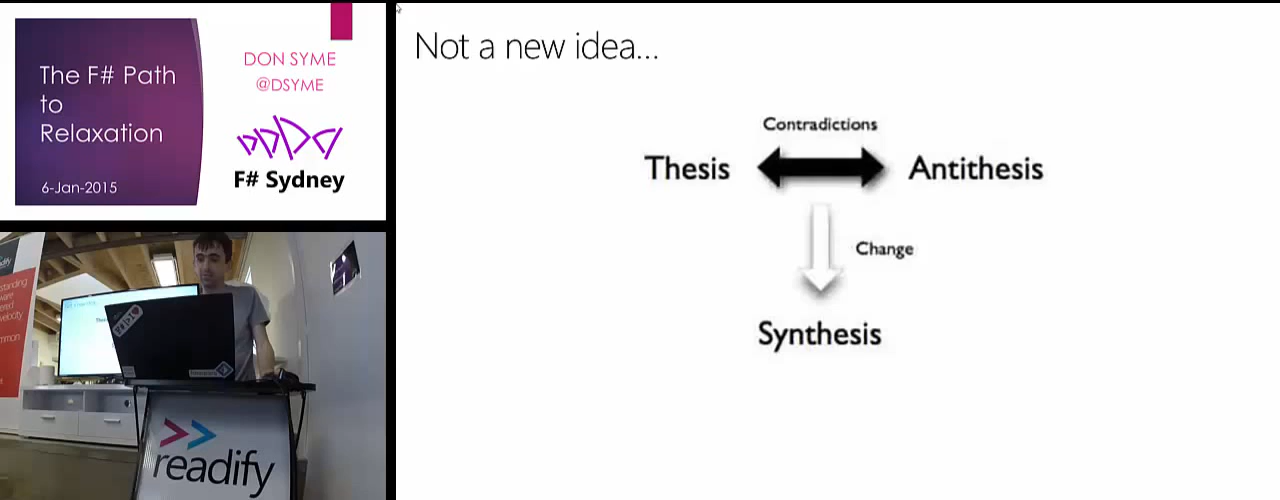 The F# Path
to
Relaxation
6-Jan-2015
DON SYME
@DSYME
F# Sydney
Not a new idea...
Contradictions
Thesis
Antithesis
Change
Synthesis
readify